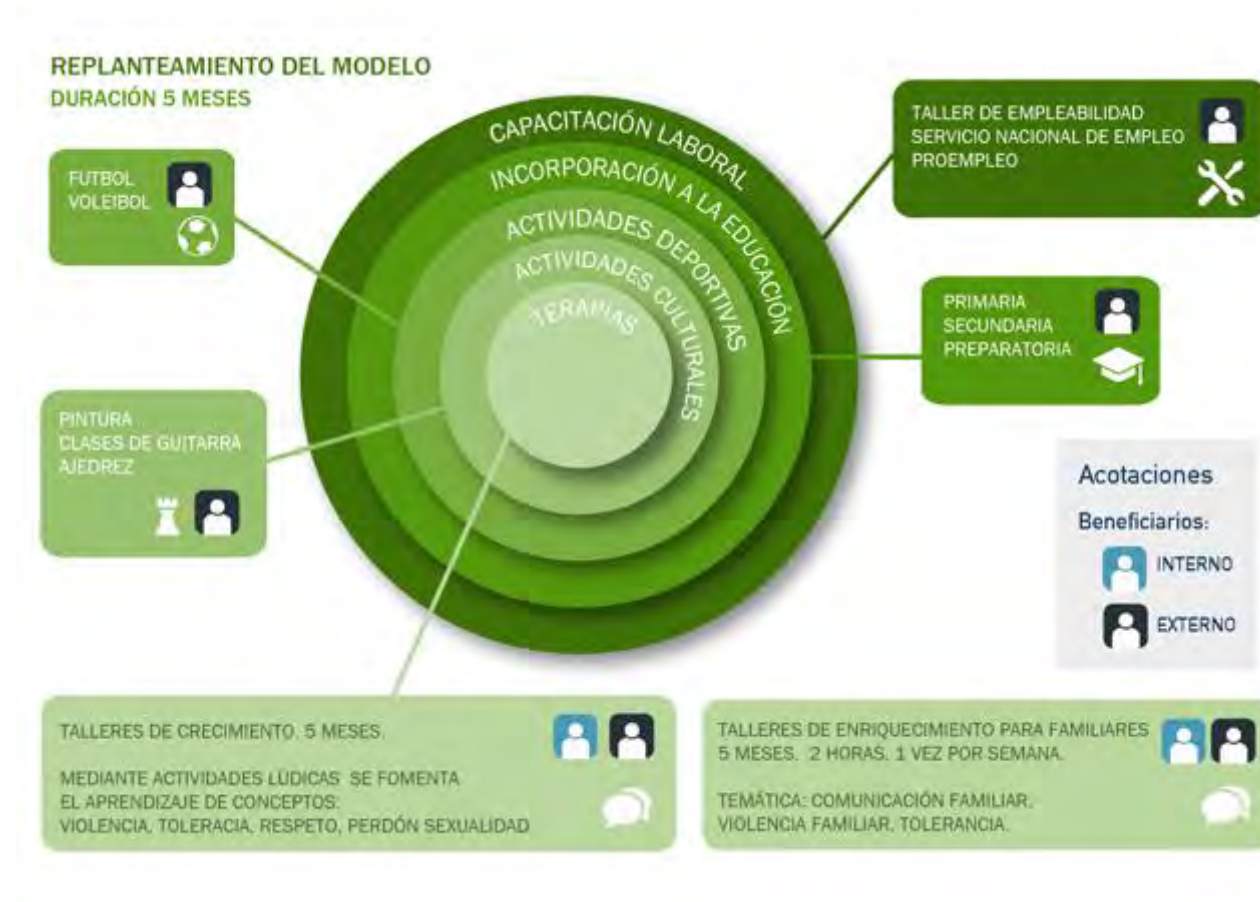 REPLANTEAMIENTO DEL MODELO
DURACIÓN 5 MESES
FUTBOL
VOLEIBOL
PINTURA
CLASES DE GUITARRA
AJEDREZ
CAPACITACIÓN LABORAL
INCORPORACIÓN A LA EDUCACIÓN
ACTIVIDADES DEPORTIVAS
ACTIVIDADES CULTURALES
TERAPIAS
TALLER DE EMPLEABILIDAD
SERVICIO NACIONAL DE EMPLEO
PROEMPLEO
PRIMARIA
SECUNDARIA
PREPARATORIA
Acotaciones
Beneficiarios:
INTERNO
EXTERNO
TALLERES DE CRECIMIENTO. 5 MESES.
MEDIANTE ACTIVIDADES LÚDICAS SE FOMENTA
EL APRENDIZAJE DE CONCEPTOS:
VIOLENCIA, TOLERACIA, RESPETO, PERDÓN SEXUALIDAD
TALLERES DE ENRIQUECIMIENTO PARA FAMILIARES
5 MESES. 2 HORAS. 1 VEZ POR SEMANA.
TEMÁTICA: COMUNICACIÓN FAMILIAR.
VIOLENCIA FAMILIAR. TOLERANCIA.